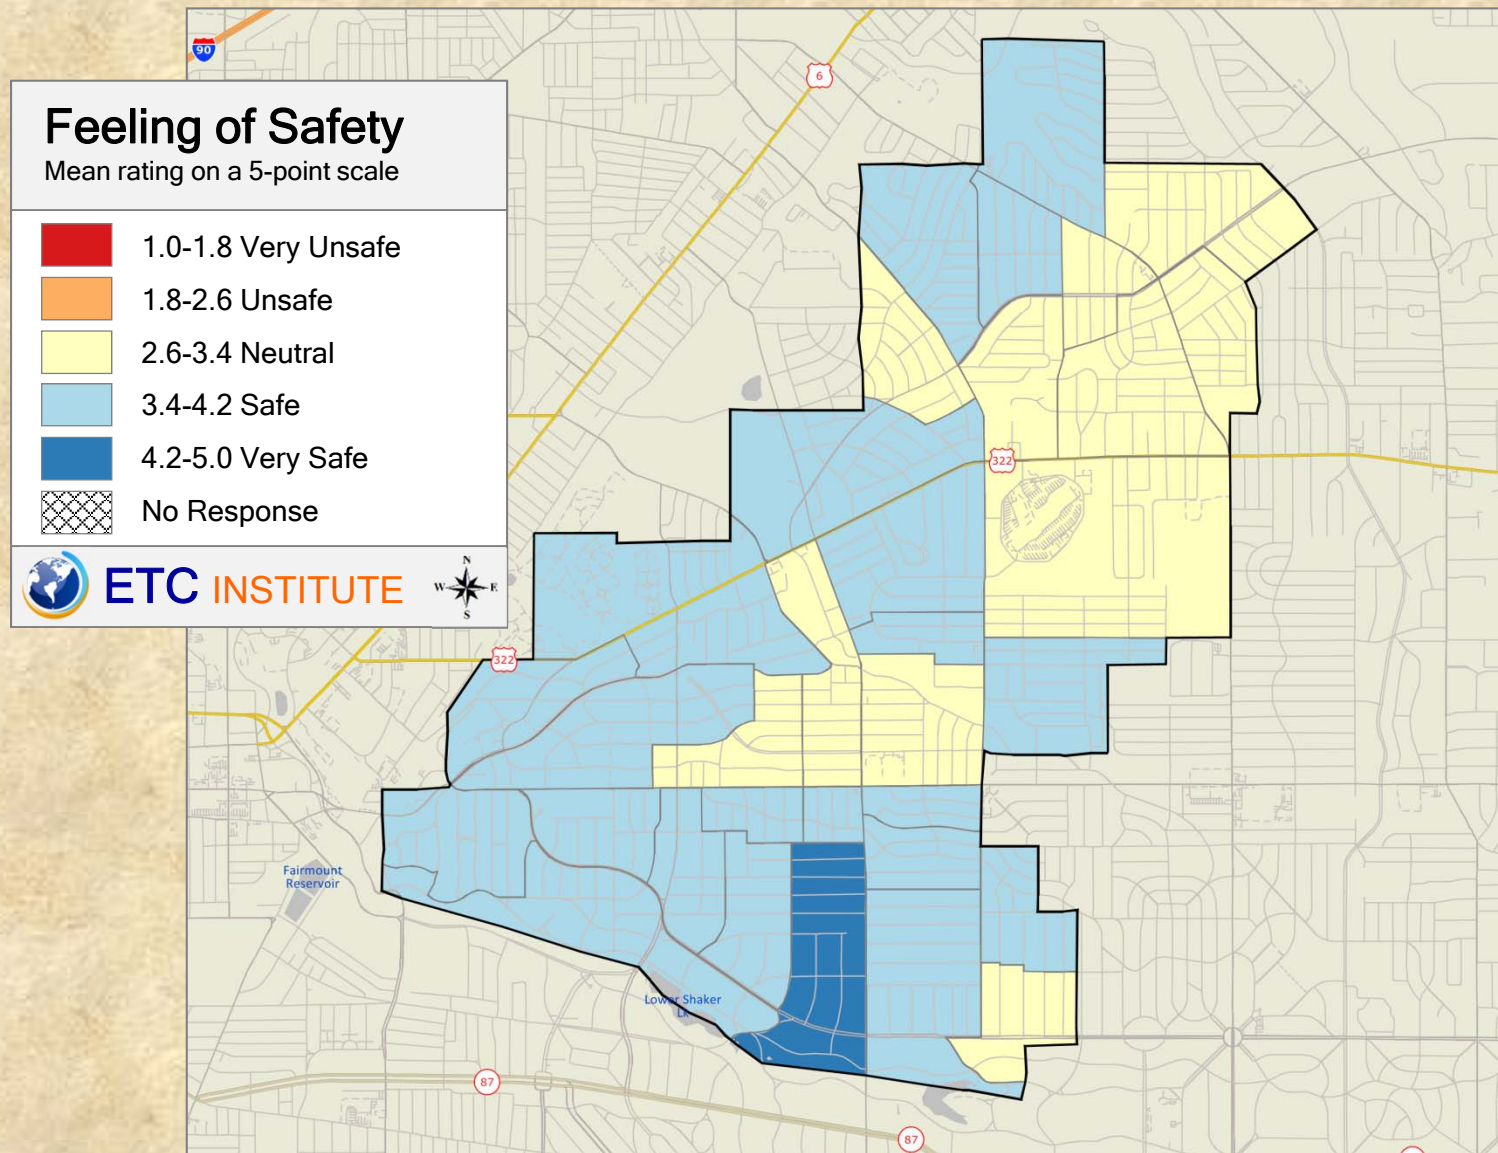 90
6
Feeling of Safety
Mean rating on a 5-point scale
1.0-1.8 Very Unsafe
1.8-2.6 Unsafe
2.6-3.4 Neutral
3.4-4.2 Safe
4.2-5.0 Very Safe
No Response
ETC INSTITUTE
N
W E
S
322
322
Fairmount
Reservoir
Lower Shaker
Lk
87
87